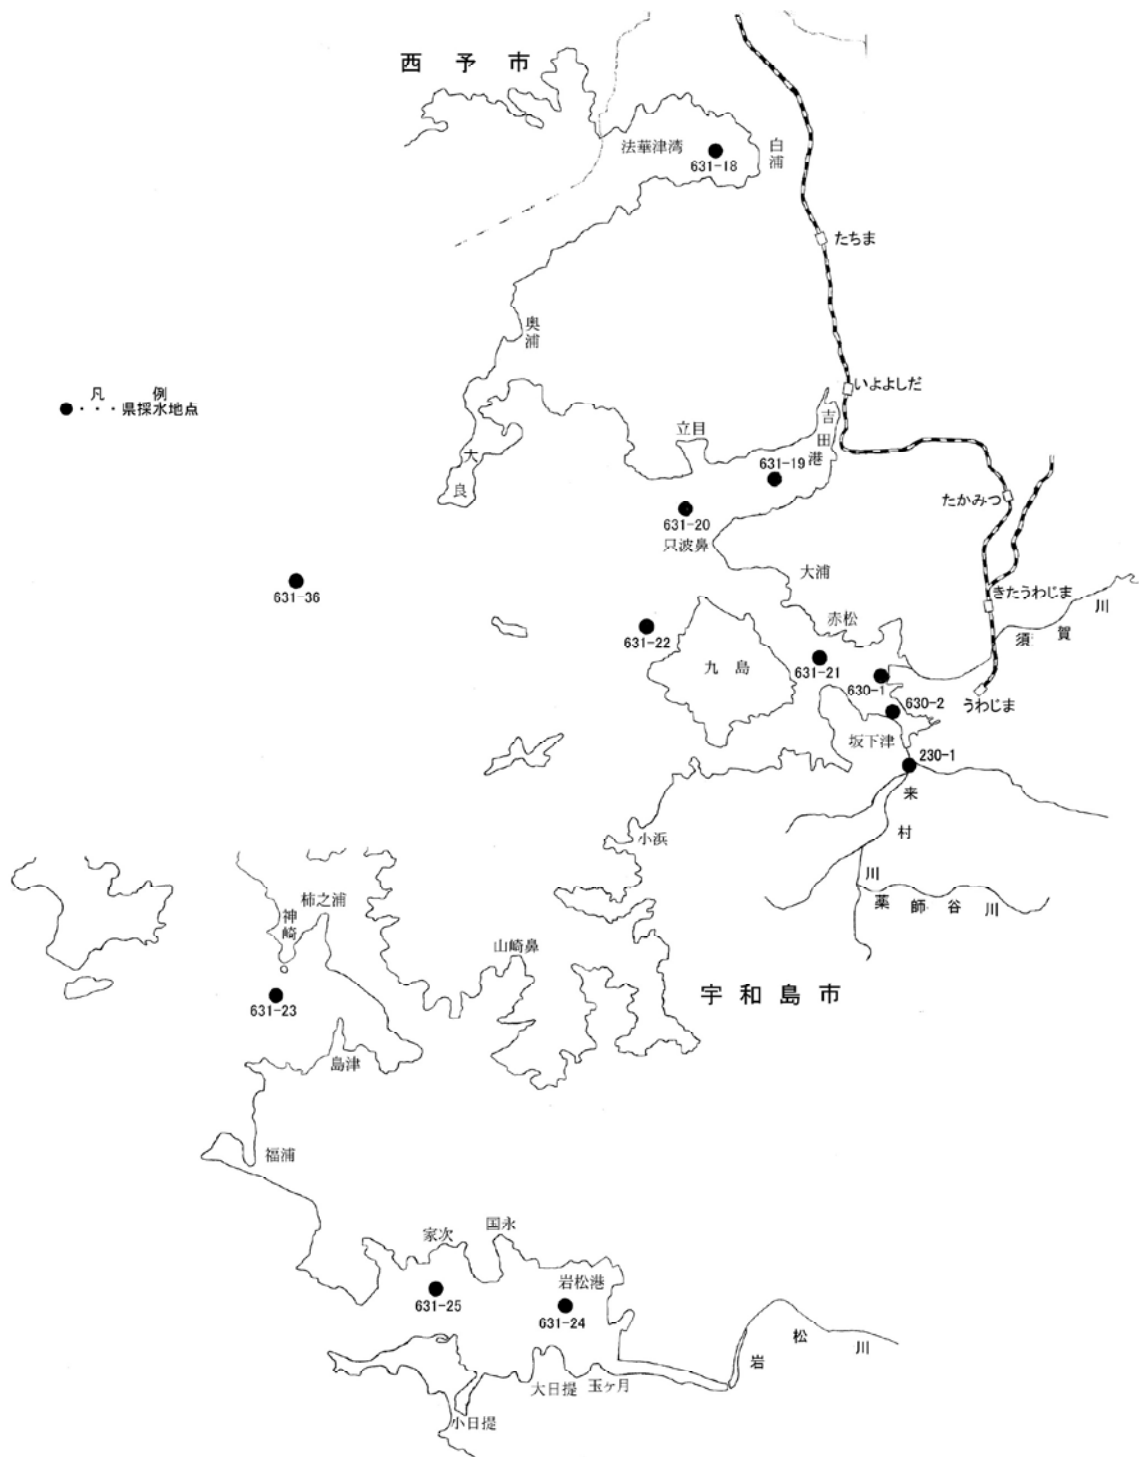 西予市
法華津湾
白浦
631-18
たちま
奥浦
凡例
●・・・県採水地点
いよよしだ
吉田港
立目
大良
631-19
たかみつ
631-20
只波鼻
大浦
631-36
きたうわじま
須賀川
赤松
631-22
九島
631-21
630-1
うわじま
630-2
坂下津
230-1
来村川
小浜
薬師谷川
柿之浦
神崎
山崎鼻
宇和島市
631-23
島津
福浦
国永
家次
岩松港
631-25
631-24
岩松川
大日提
玉ヶ月
小日提